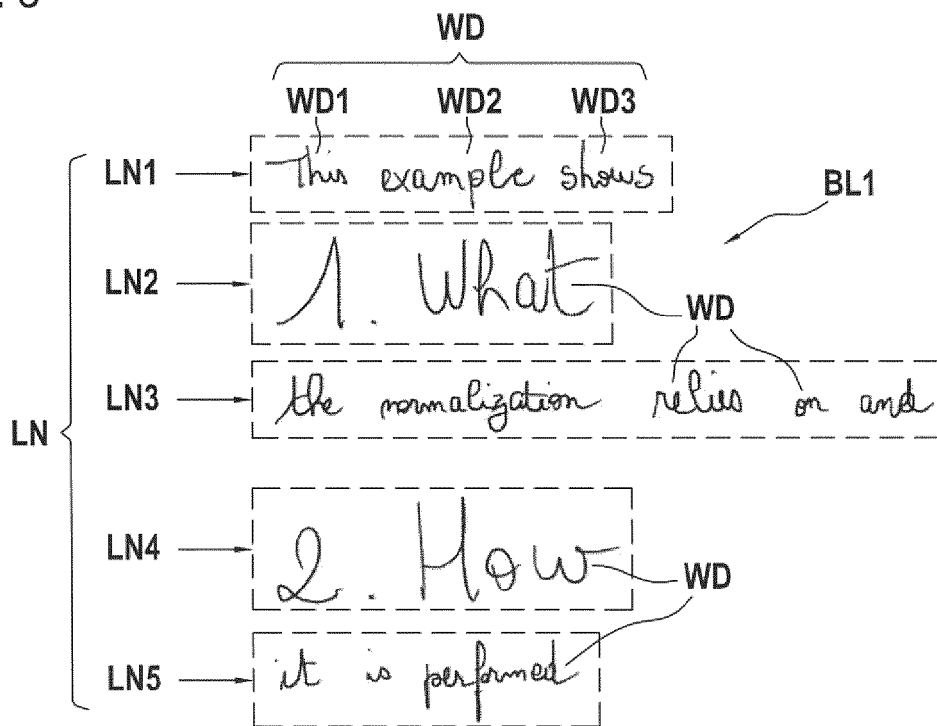 WD
WD1 WD2 WD3
LN1 This example shows
BL1
LN2 1. What
WD
LN3 the normalization relies on and
LN
LN4 2. How
WD
LN5 it is performed